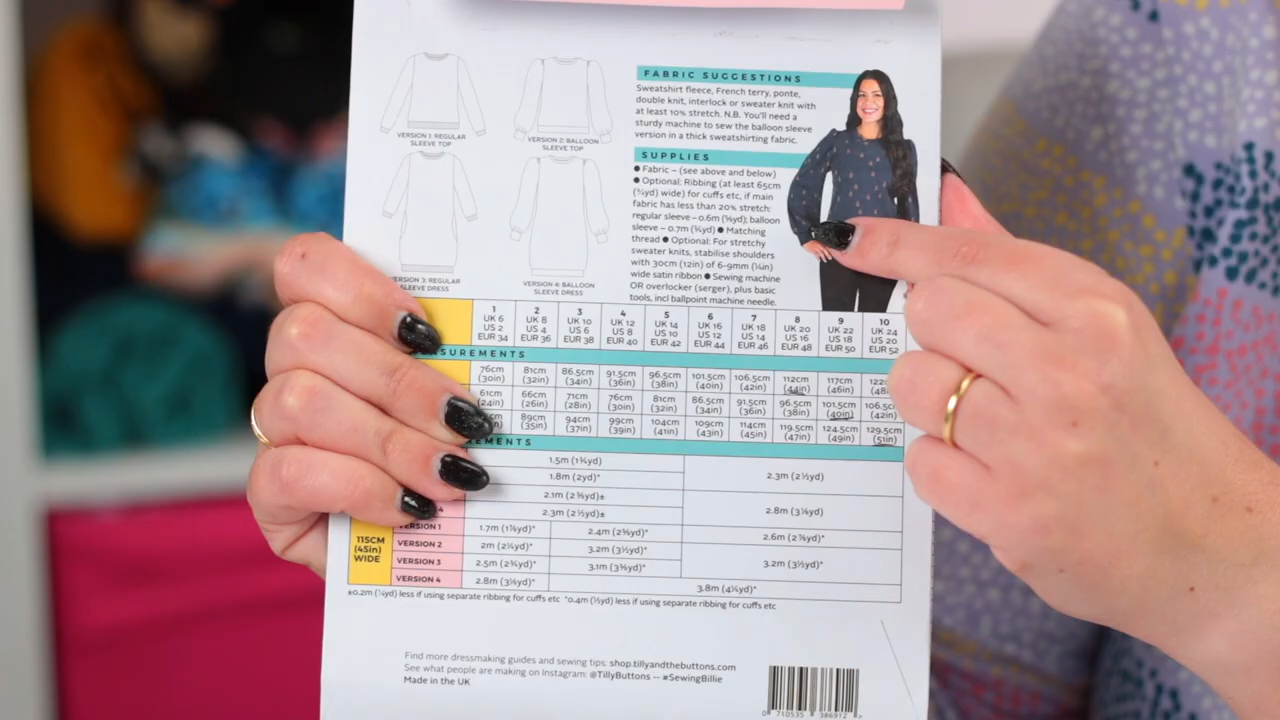 VERSION 1: REGULAR
SLEEVE TOP
VERSION 2: BALLOON
SLEEVE TOP
VERSION 3: REGULAR
SLEEVE DRESS
VERSION 4: BALLOON
SLEEVE DRESS
FABRIC SUGGESTIONS
Sweatshirt fleece, French terry, ponte,
double knit, interlock or sweater knit with
at least 10% stretch. N.B. You'll need a
sturdy machine to sew the balloon sleeve
version in a thick sweatshirting fabric.
SUPPLIES
● Fabric – (see above and below)
● Optional: Ribbing (at least 65cm
(¾yd) wide) for cuffs etc, if main
fabric has less than 20% stretch:
regular sleeve – 0.6m (⅝yd); balloon
sleeve – 0.7m (¾yd) ● Matching
thread ● Optional: For stretchy
sweater knits, stabilise shoulders
with 30cm (12in) of 6-9mm (¼in)
wide satin ribbon ● Sewing machine
OR overlocker (serger), plus basic
tools, incl ballpoint machine needle.
1 2 3 4 5 6 7 8 9 10
UK 6 UK 8 UK 10 UK 12 UK 14 UK 16 UK 18 UK 20 UK 22 UK 24
US 2 US 4 US 6 US 8 US 10 US 12 US 14 US 16 US 18 US 20
EUR 34 EUR 36 EUR 38 EUR 40 EUR 42 EUR 44 EUR 46 EUR 48 EUR 50 EUR 52
SUREMENTS
76cm 81cm 86.5cm 91.5cm 96.5cm 101.5cm 106.5cm 112cm 117cm 122c
(30in) (32in) (34in) (36in) (38in) (40in) (42in) (44in) (46in) (48i
61cm 66cm 71cm 76cm 81cm 86.5cm 91.5cm 96.5cm 101.5cm 106.5c
(24in) (26in) (28in) (30in) (32in) (34in) (36in) (38in) (40in) (42in)
89cm 94cm 99cm 104cm 109cm 114cm 119.5cm 124.5cm 129.5cm
(35in) (37in) (39in) (41in) (43in) (45in) (47in) (49in) (51in)
EMENTS
1.5m (1⅝yd) 2.3m (2½yd)
1.8m (2yd)*
2.1m (2⅜yd)± 2.8m (3⅛yd)
4 2.3m (2½yd)±
115CM
(45in)
WIDE
VERSION 1 1.7m (1⅞yd)* 2.4m (2⅝yd)* 2.6m (2⅞yd)*
VERSION 2 2m (2¼yd)* 3.2m (3½yd)*
VERSION 3 2.5m (2¾yd)* 3.1m (3⅜yd)* 3.2m (3½yd)*
VERSION 4 2.8m (3⅛yd)* 3.8m (4¼yd)*
±0.2m (¼yd) less if using separate ribbing for cuffs etc *0.4m (½yd) less if using separate ribbing for cuffs etc
Find more dressmaking guides and sewing tips: shop.tillyandthebuttons.com
See what people are making on Instagram: @TillyButtons -- #SewingBillie
Made in the UK
0 710535 386912 >